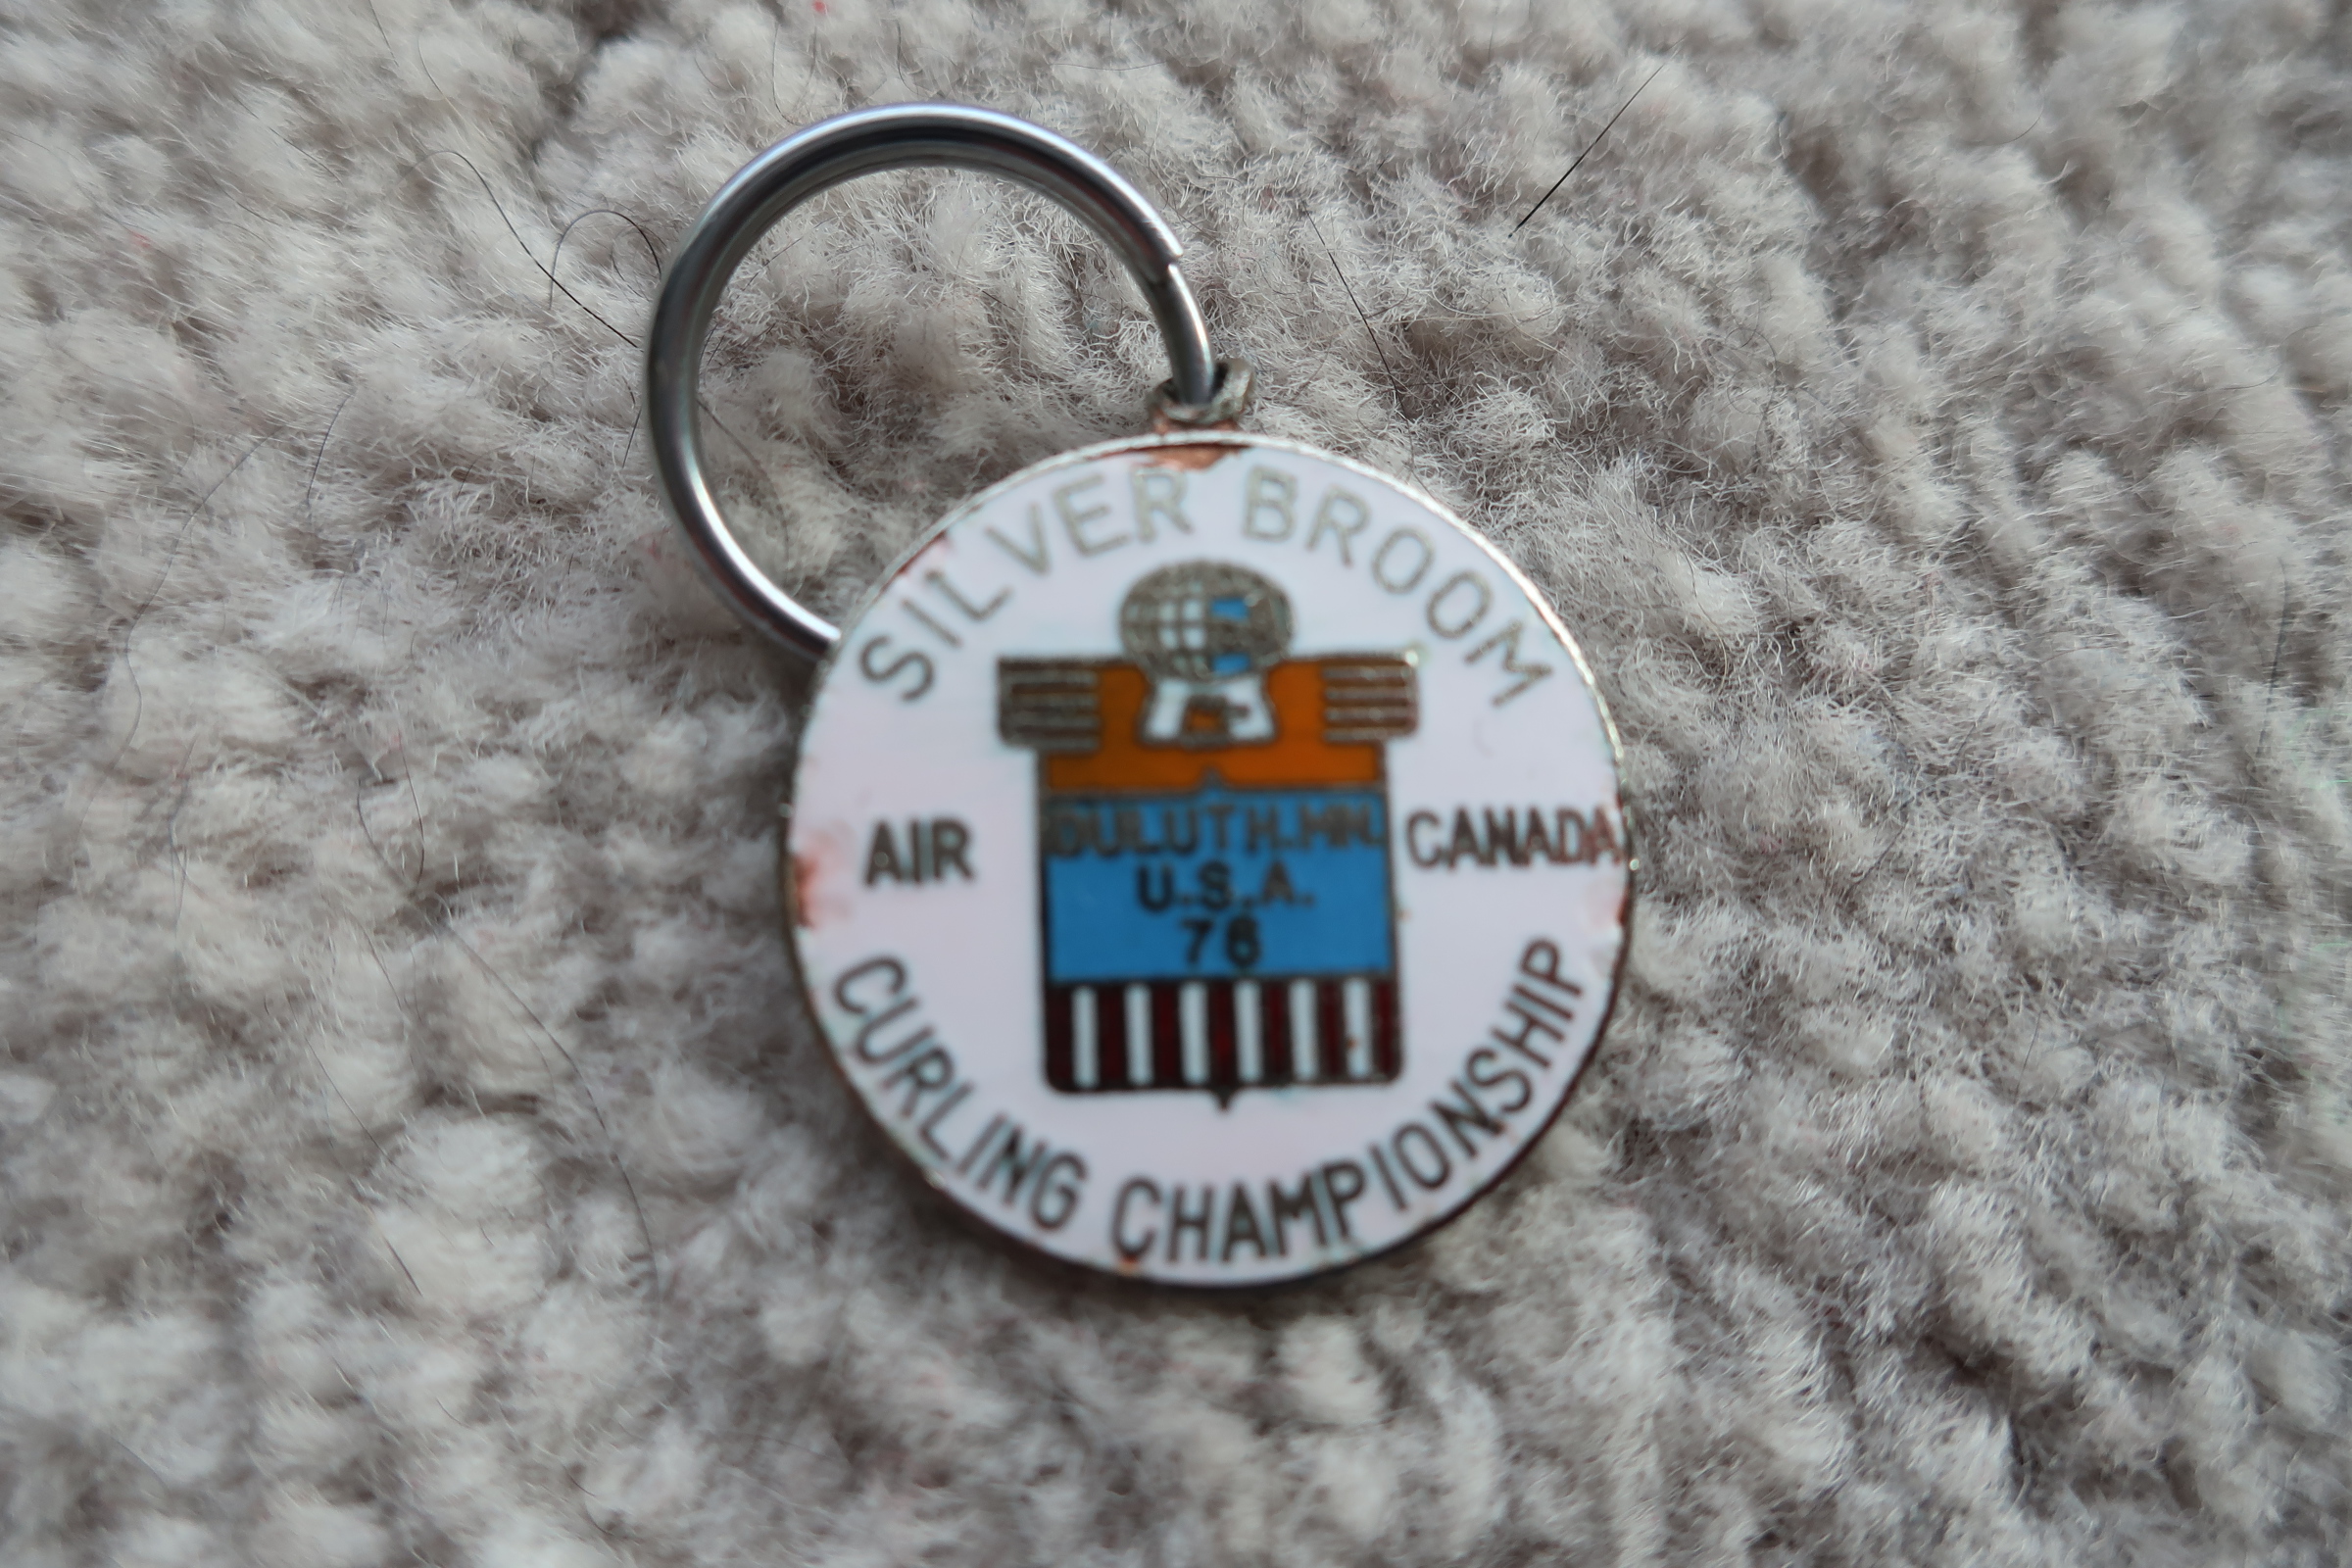 SILVER BROOM
AIR CANADA
DULUTH.MN.
U.S.A.
76
CURLING CHAMPIONSHIP